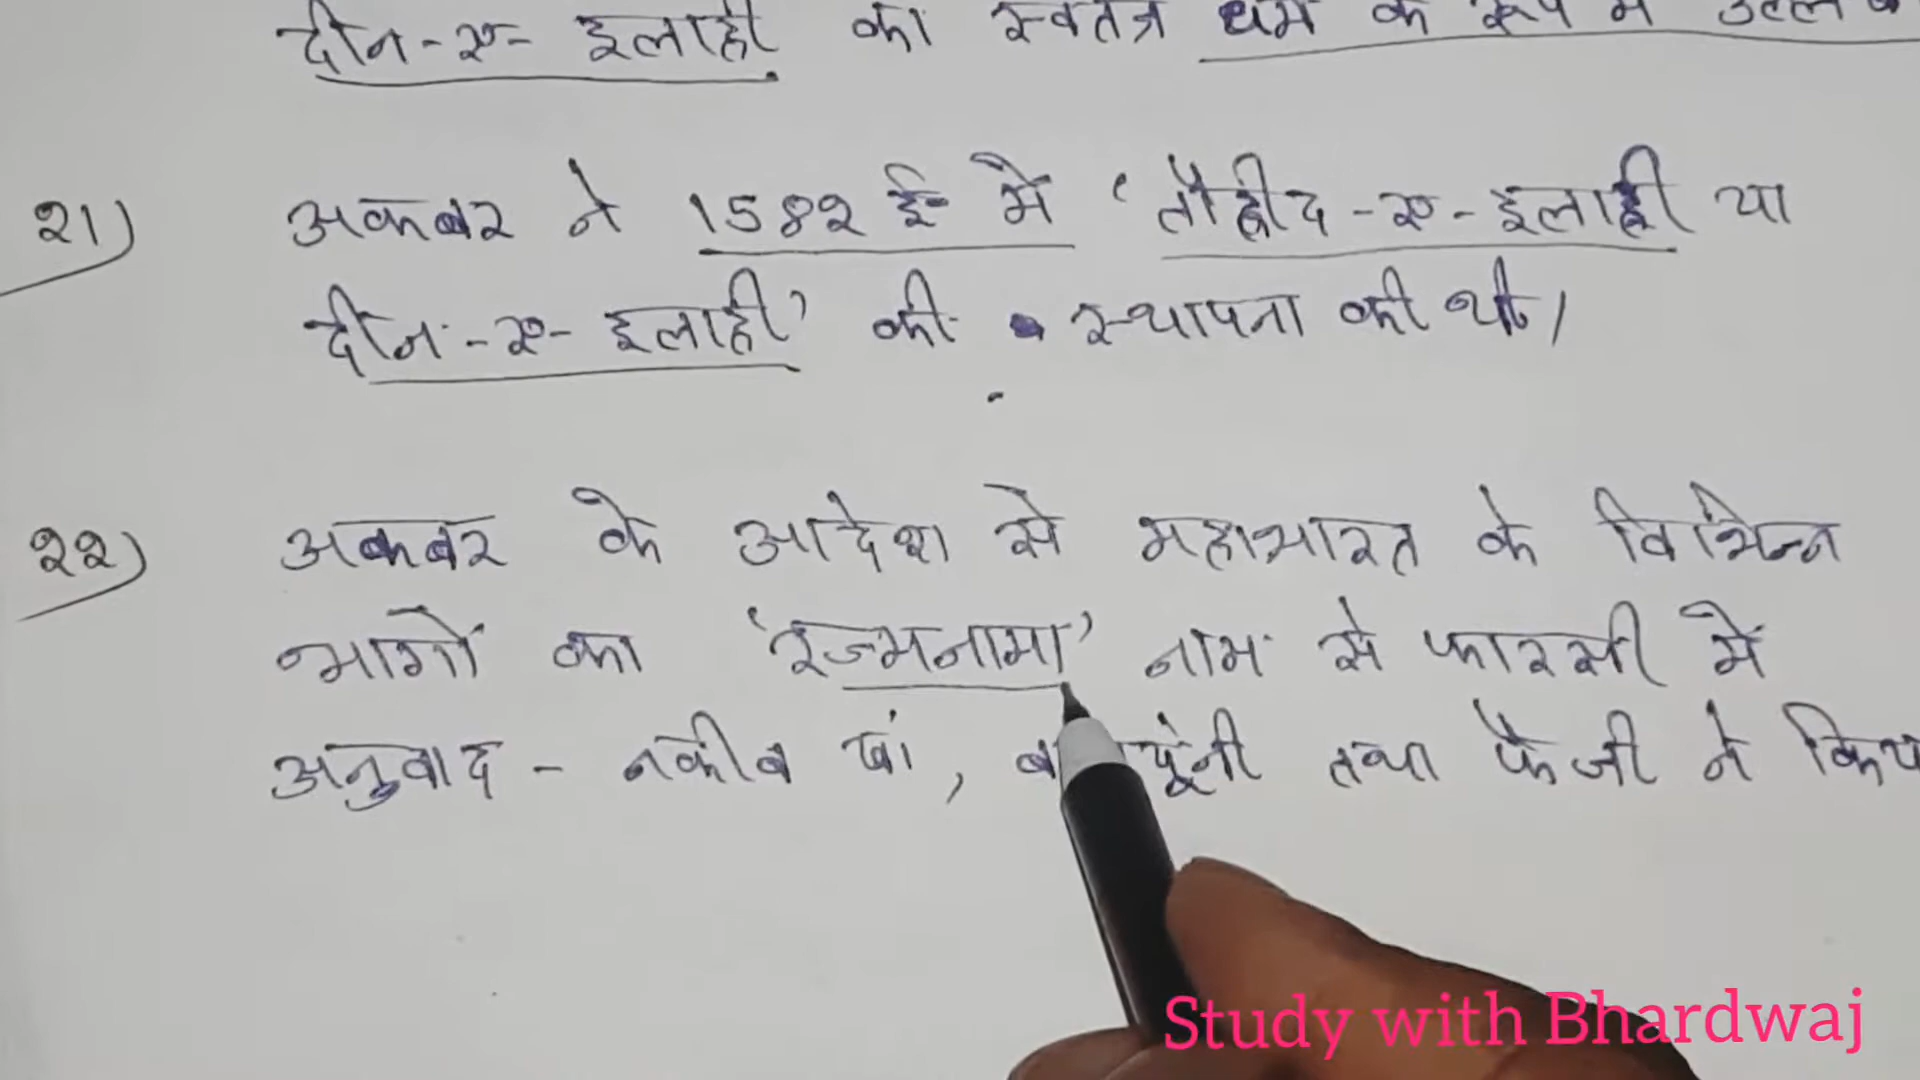 दीन-ए-इलाही का स्वतंत्र धर्म के रूप में
21) अकबर ने 1582 ई० में 'तौहीद-ए-इलाही या
दीन-ए-इलाही' की स्थापना की थी।
22) अकबर के आदेश से महाभारत के विभिन्न
भागों का 'रज्मनामा' नाम से फारसी में
अनुवाद - नकीब खां, तथा फैजी ने
Study with Bhardwaj